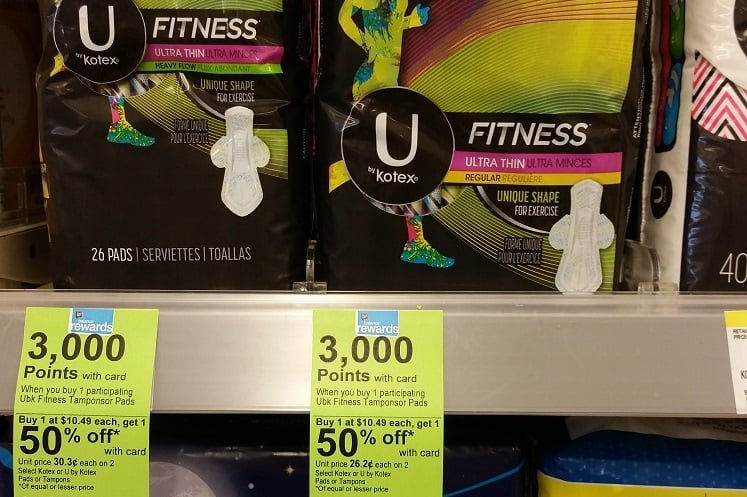 U
by Kotex
FITNESS
ULTRA THIN ULTRA MINCES
HEAVY FLOW FLUX ABONDANT
UNIQUE SHAPE
FOR EXERCISE
FORME UNIQUE
POUR L'EXERCICE
26 PADS | SERVIETTES | TOALLAS
U
by Kotex
FITNESS
ULTRA THIN ULTRA MINCES
REGULAR RÉGULIÈRE
UNIQUE SHAPE
FOR EXERCISE
FORME UNIQUE
POUR L'EXERCICE
U
40
balance
rewards
3,000
Points with card
When you buy 1 participating
Ubk Fitness Tamponsor Pads
Buy 1 at $10.49 each, get 1
50% off*
with card
Unit price 30.3¢ each on 2
Select Kotex or U by Kotex
Pads or Tampons
*Of equal or lesser price
balance
rewards
3,000
Points with card
When you buy 1 participating
Ubk Fitness Tamponsor Pads
Buy 1 at $10.49 each, get 1
50% off*
with card
Unit price 26.2¢ each on 2
Select Kotex or U by Kotex
Pads or Tampons
*Of equal or lesser price
PRICE